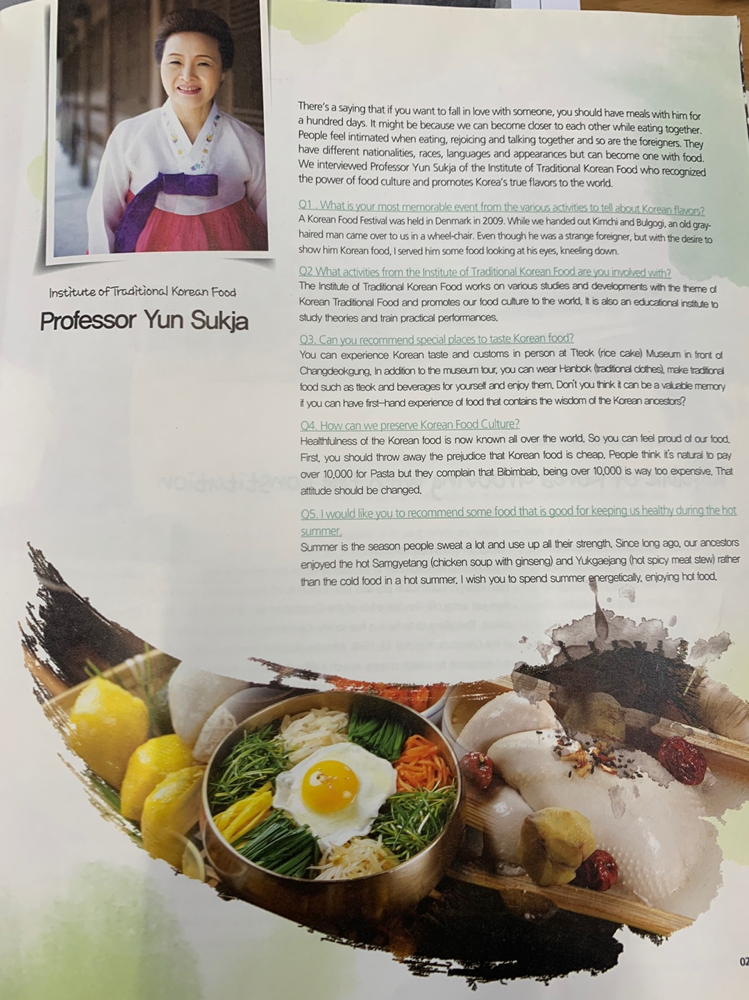 There's a saying that if you want to fall in love with someone, you should have meals with him for
a hundred days. It might be because we can become closer to each other while eating together.
People feel intimated when eating, rejoicing and talking together and so are the foreigners. They
have different nationalities, races, languages and appearances but can become one with food.
We interviewed Professor Yun Sukja of the Institute of Traditional Korean Food who recognized
the power of food culture and promotes Korea's true flavors to the world.
Institute of Traditional Korean Food
Professor Yun Sukja
Q1 . What is your most memorable event from the various activities to tell about Korean flavors?
A Korean Food Festival was held in Denmark in 2009. While we handed out Kimchi and Bulgogi, an old gray-
haired man came over to us in a wheel-chair. Even though he was a strange foreigner, but with the desire to
show him Korean food, I served him some food looking at his eyes, kneeling down.
Q2 What activities from the Institute of Traditional Korean Food are you involved with?
The Institute of Traditional Korean Food works on various studies and developments with the theme of
Korean Traditional Food and promotes our food culture to the world. It is also an educational institute to
study theories and train practical performances.
Q3. Can you recommend special places to taste Korean food?
You can experience Korean taste and customs in person at Tteok (rice cake) Museum in front of
Changdeokgung. In addition to the museum tour, you can wear Hanbok (traditional clothes), make traditional
food such as tteok and beverages for yourself and enjoy them. Don't you think it can be a valuable memory
if you can have first-hand experience of food that contains the wisdom of the Korean ancestors?
Q4. How can we preserve Korean Food Culture?
Healthfulness of the Korean food is now known all over the world. So you can feel proud of our food.
First, you should throw away the prejudice that Korean food is cheap. People think it's natural to pay
over 10,000 for Pasta but they complain that Bibimbab, being over 10,000 is way too expensive. That
attitude should be changed.
Q5. I would like you to recommend some food that is good for keeping us healthy during the hot
summer.
Summer is the season people sweat a lot and use up all their strength. Since long ago, our ancestors
enjoyed the hot Samgyetang (chicken soup with ginseng) and Yukgaejang (hot spicy meat stew) rather
than the cold food in a hot summer. I wish you to spend summer energetically, enjoying hot food.
02